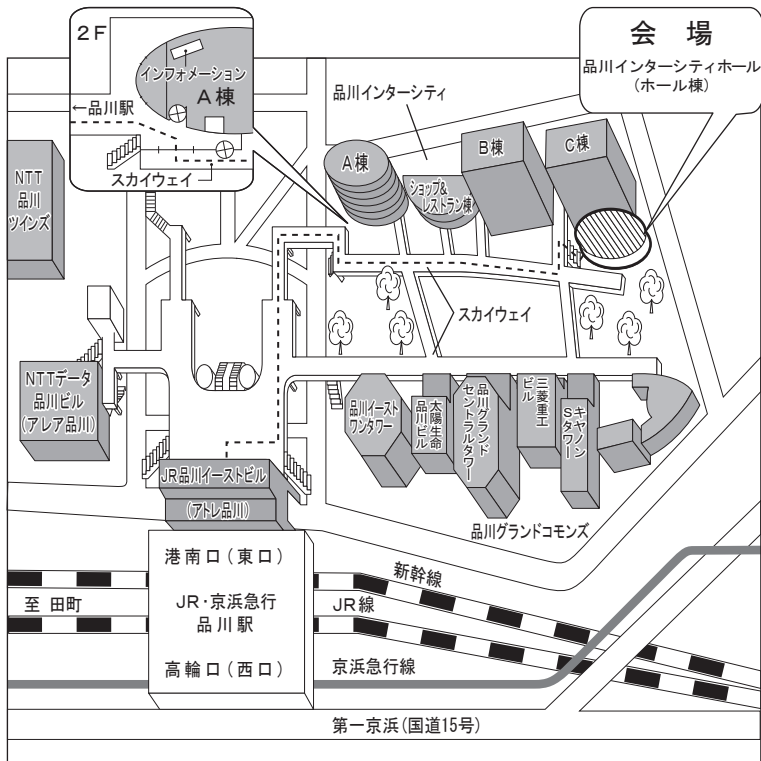 2F
インフォメーション
A棟
←品川駅
スカイウェイ
会 場
品川インターシティホール
(ホール棟)
品川インターシティ
A棟
ショップ&
レストラン棟
B棟
C棟
NTT
品川
ツインズ
スカイウェイ
NTTデータ
品川ビル
(アレア品川)
品川イースト
ワンタワー
太陽生命
品川ビル
品川グランド
セントラルタワー
三菱重工
ビル
キヤノン
Sタワー
JR品川イーストビル
(アトレ品川)
品川グランドコモンズ
港南口(東口)
新幹線
至 田町
JR・京浜急行
品川駅
JR線
高輪口(西口)
京浜急行線
第一京浜(国道15号)